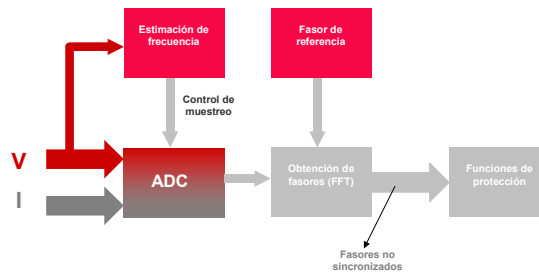 Estimación de
frecuencia
Fasor de
referencia
Control de
muestreo
V
I
ADC
Obtención de
fasores (FFT)
Funciones de
protección
Fasores no
sincronizados